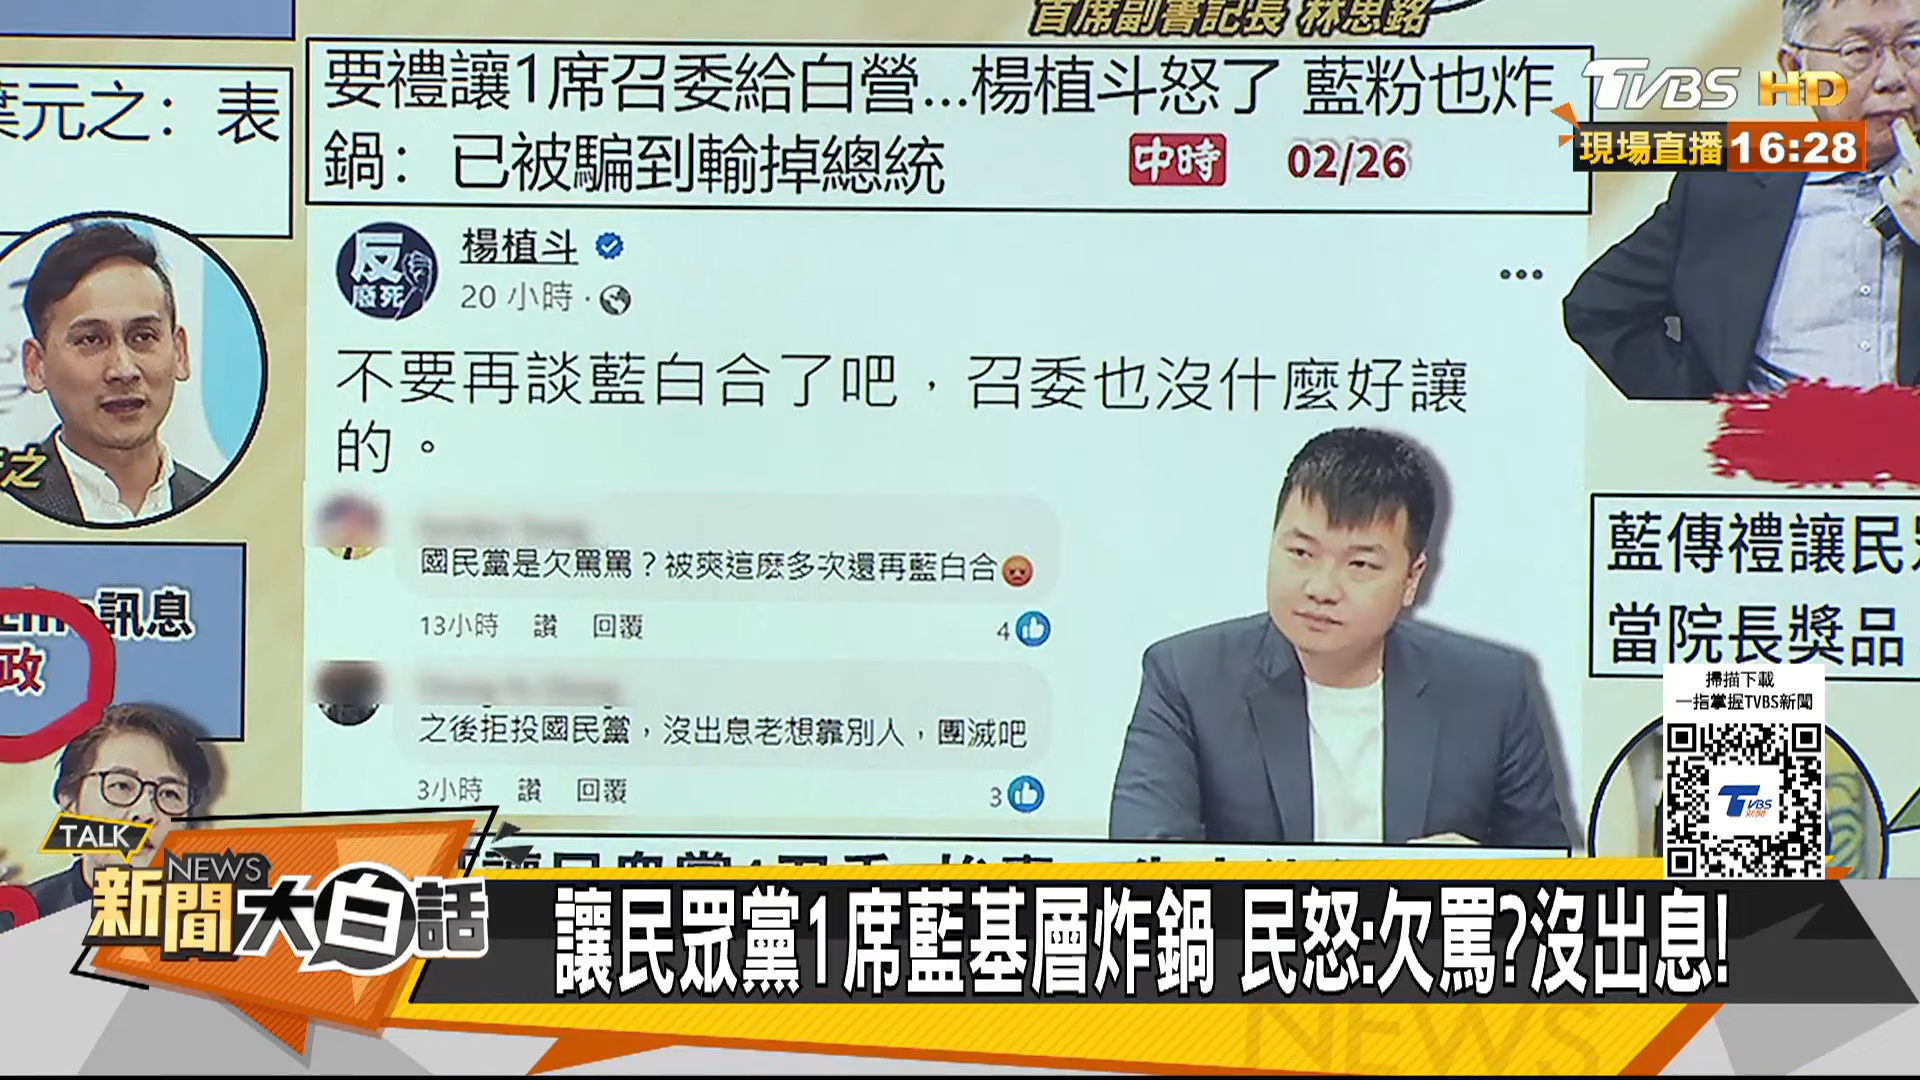 首席副書記長 林思銘
要禮讓1席召委給白營...楊植斗怒了 藍粉也炸
鍋：已被騙到輸掉總統
中時 02/26
TVBS HD
現場直播 16:28
葉元之：表
反
廢死
楊植斗
20 小時
不要再談藍白合了吧，召委也沒什麼好讓
的。
之
國民黨是欠罵罵？被爽這麼多次還再藍白合
13小時 讚 回覆 4
之後拒投國民黨，沒出息老想靠別人，團滅吧
3小時 讚 回覆 3
訊息
政
藍傳禮讓民眾
當院長獎品
掃描下載
一指掌握TVBS新聞
TVBS
新聞
TALK
NEWS
新聞大白話
讓民眾黨1席藍基層炸鍋 民怒:欠罵?沒出息!
NEWS